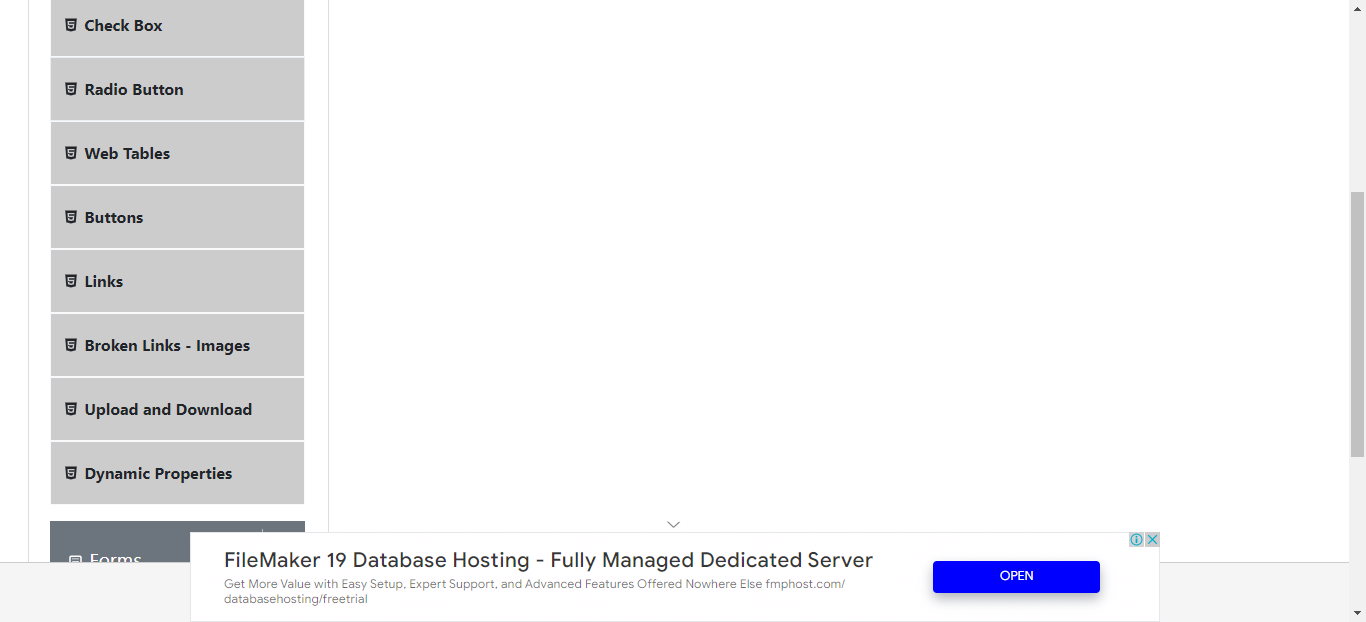 Check Box
Radio Button
Web Tables
Buttons
Links
Broken Links - Images
Upload and Download
Dynamic Properties
Forms
FileMaker 19 Database Hosting - Fully Managed Dedicated Server
Get More Value with Easy Setup, Expert Support, and Advanced Features Offered Nowhere Else fmphost.com/
databasehosting/freetrial
OPEN